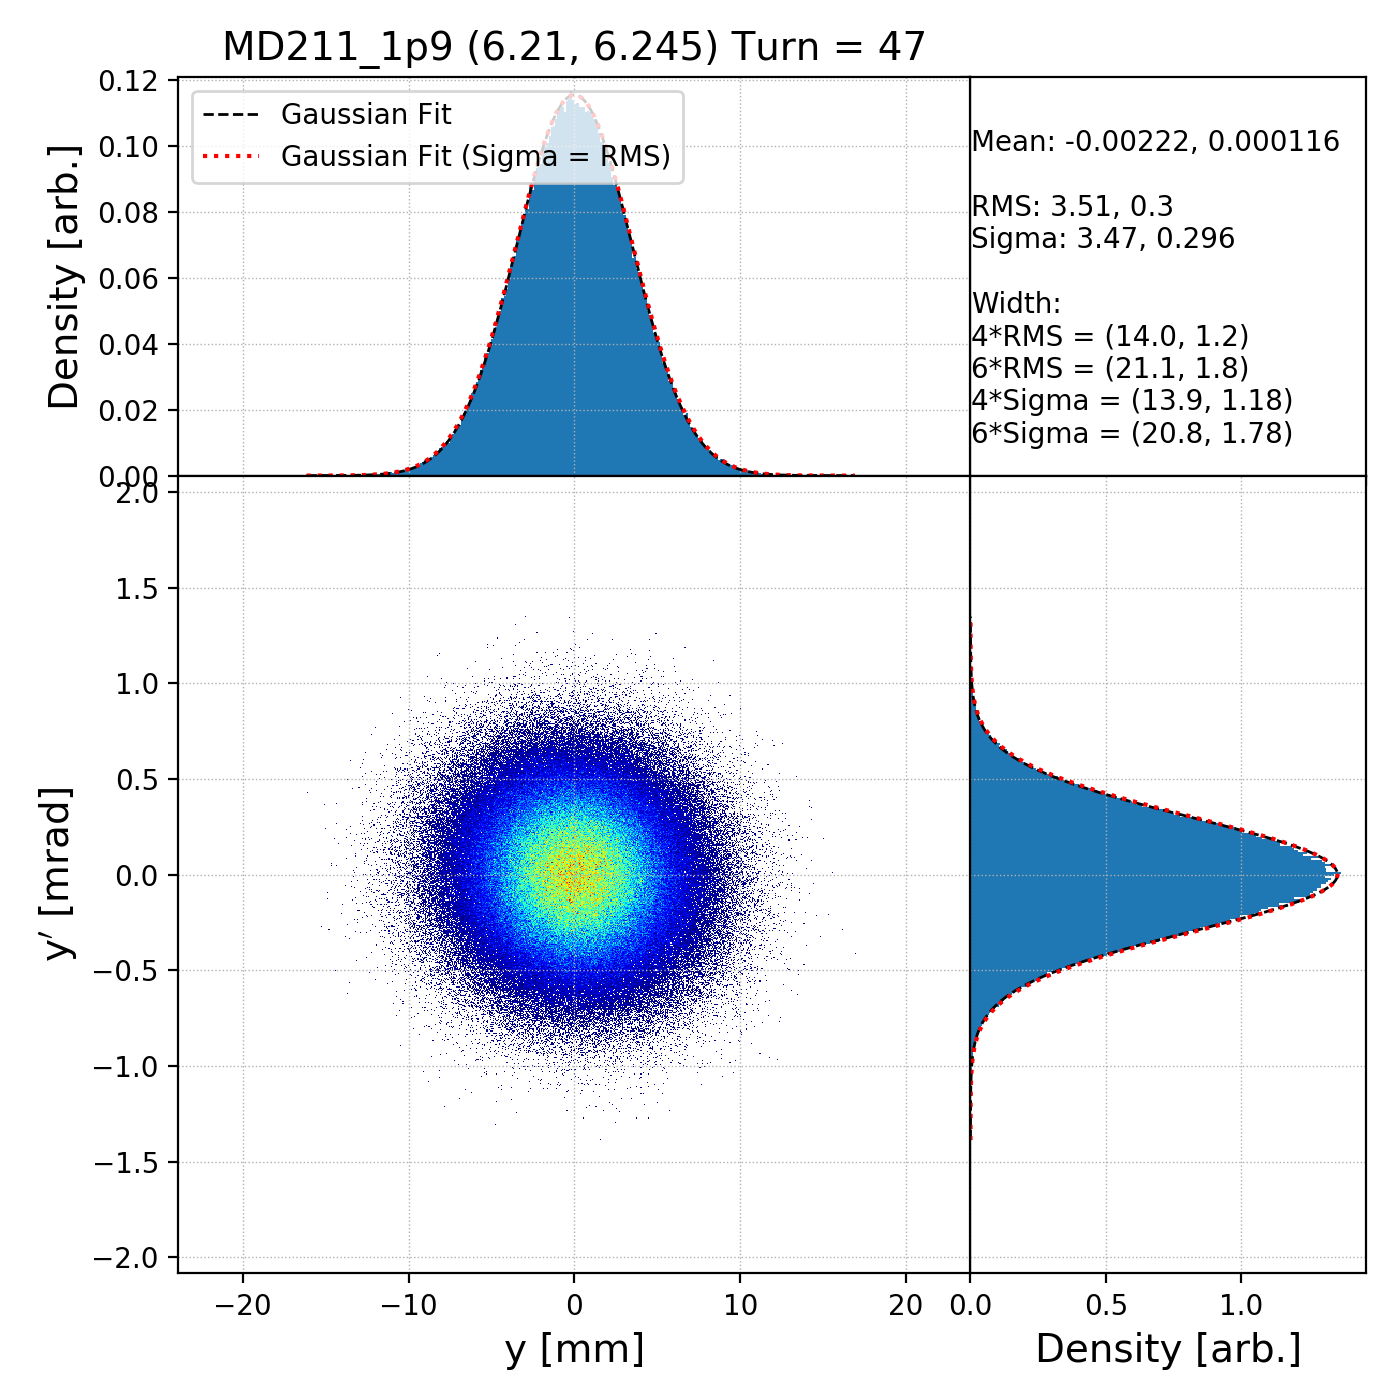 MD211_1p9 (6.21, 6.245) Turn = 47
Gaussian Fit
Gaussian Fit (Sigma = RMS)
Density [arb.]
0.12
0.10
0.08
0.06
0.04
0.02
0.00
Mean: -0.00222, 0.000116
RMS: 3.51, 0.3
Sigma: 3.47, 0.296
Width:
4*RMS = (14.0, 1.2)
6*RMS = (21.1, 1.8)
4*Sigma = (13.9, 1.18)
6*Sigma = (20.8, 1.78)
y′ [mrad]
2.0
1.5
1.0
0.5
0.0
−0.5
−1.0
−1.5
−2.0
−20 −10 0 10 20
y [mm]
0.0 0.5 1.0
Density [arb.]